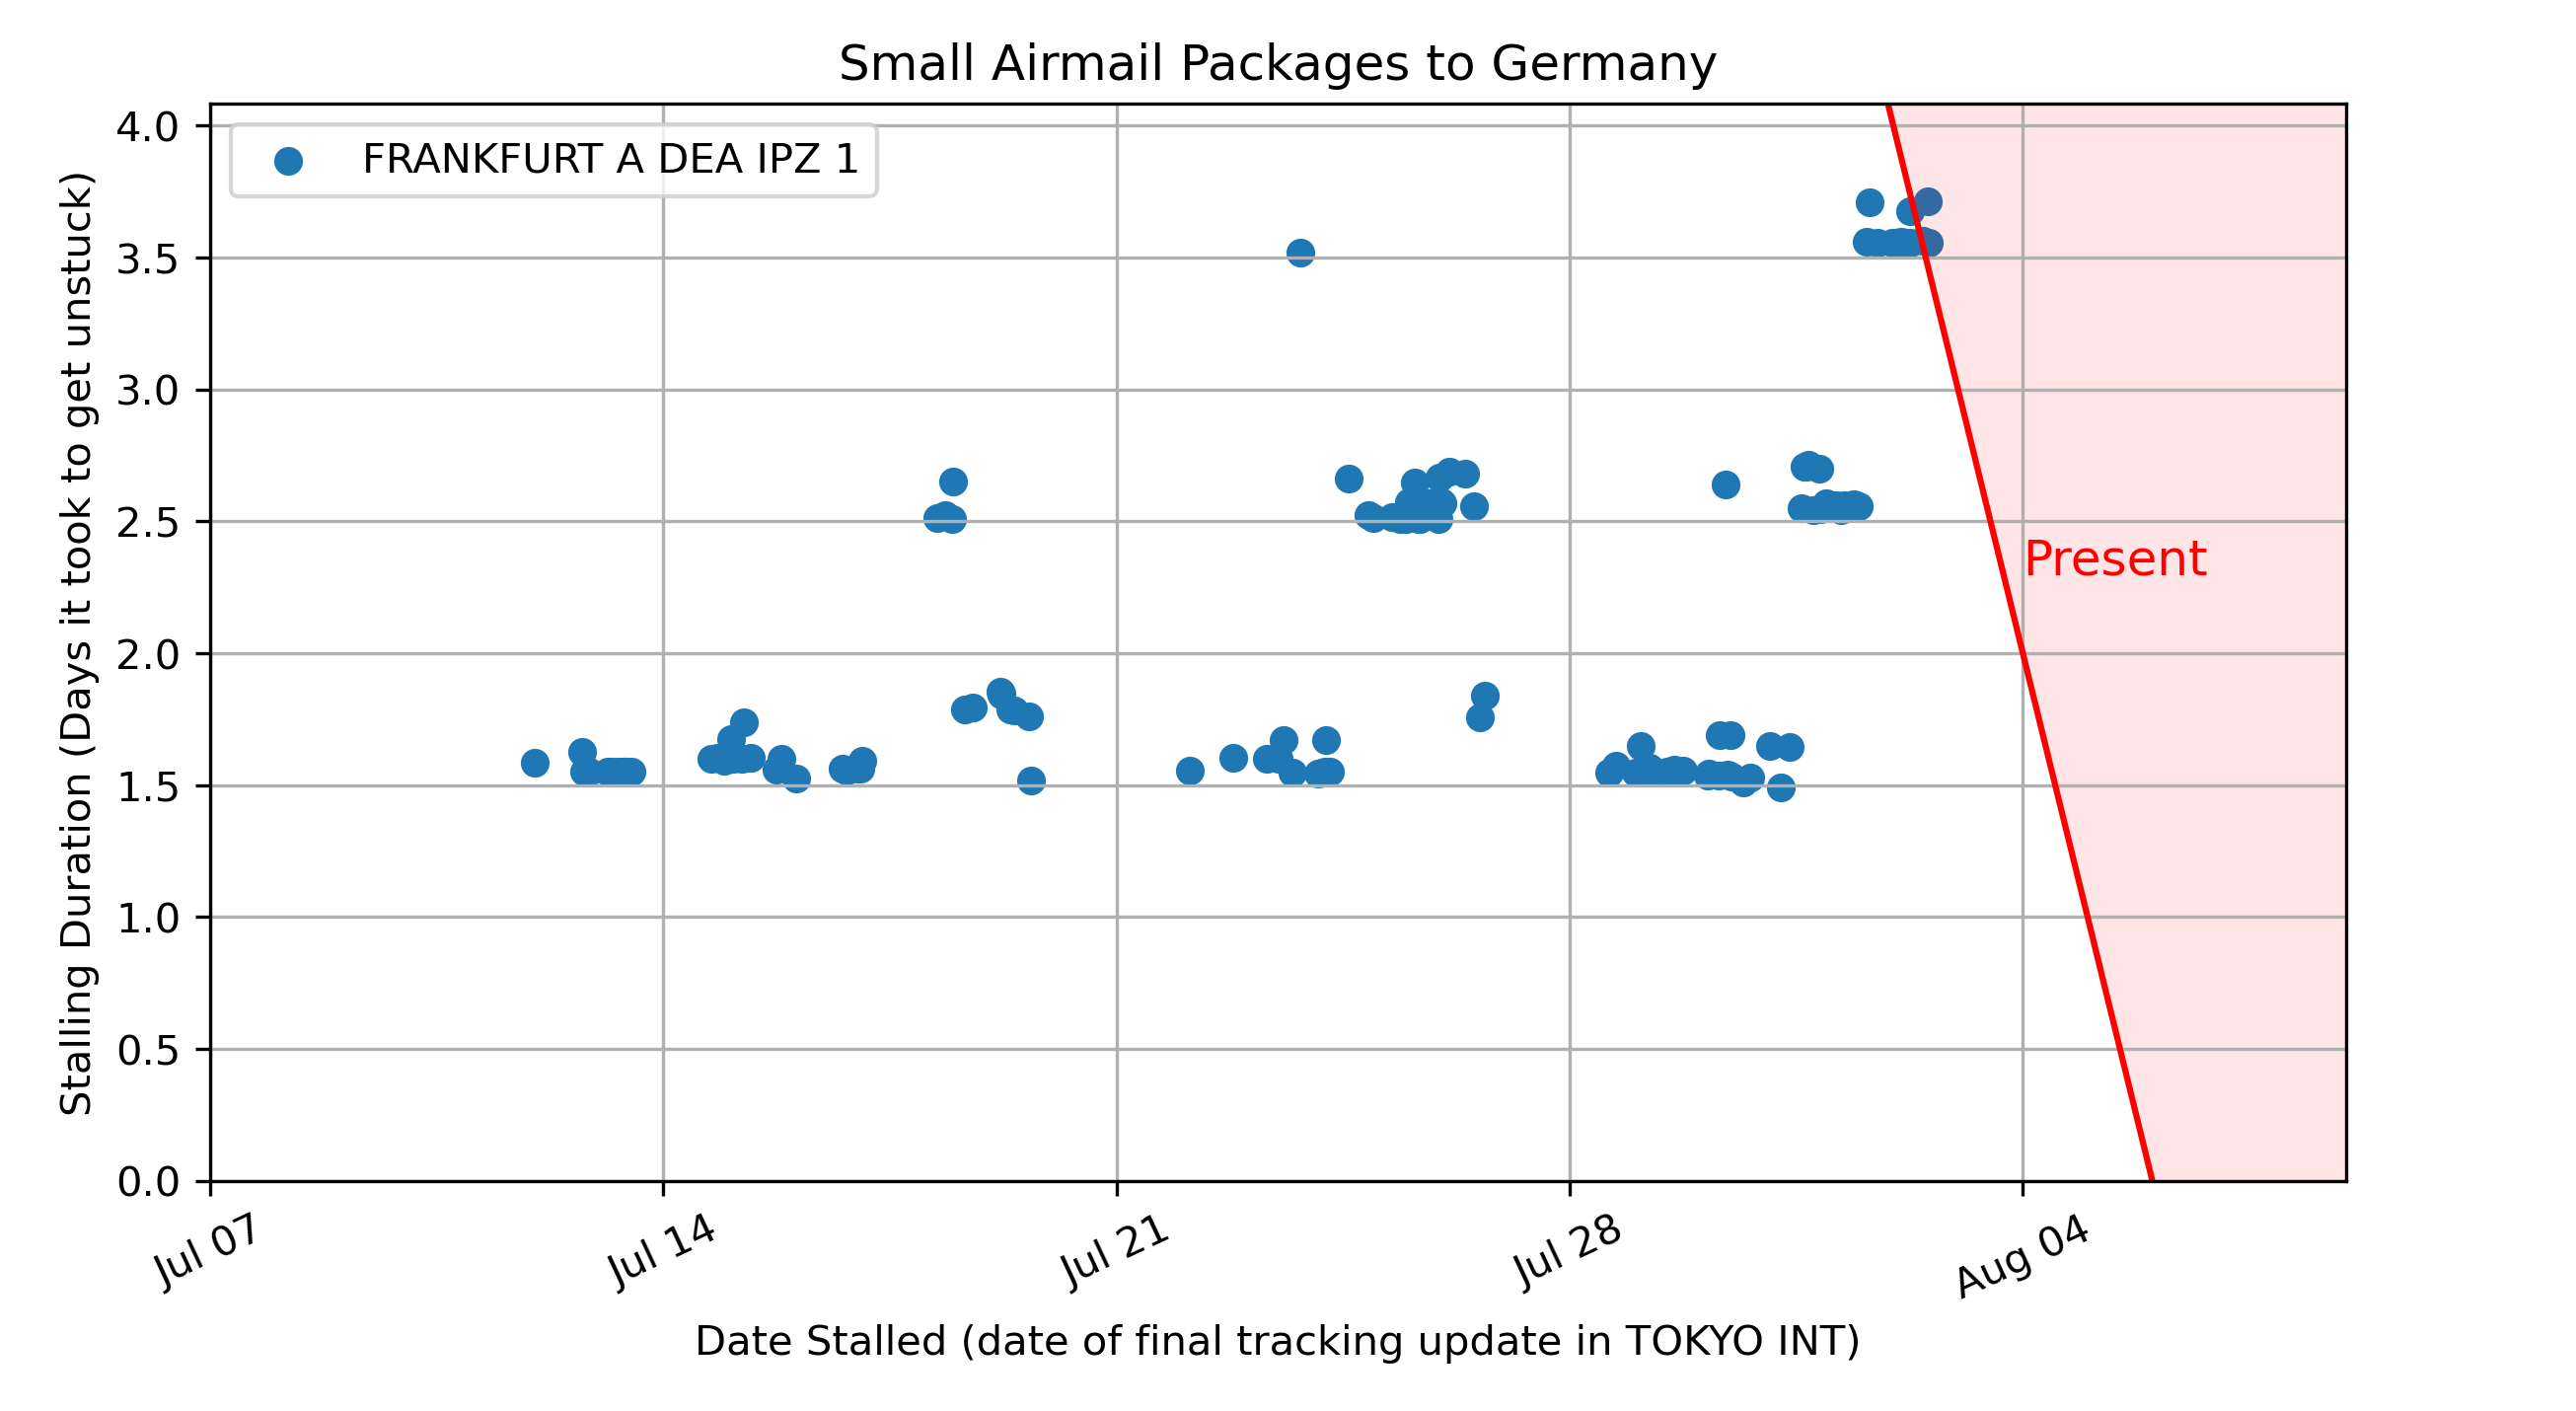 Small Airmail Packages to Germany
FRANKFURT A DEA IPZ 1
Stalling Duration (Days it took to get unstuck)
4.0
3.5
3.0
2.5
2.0
1.5
1.0
0.5
0.0
Present
Jul 07
Jul 14
Jul 21
Jul 28
Aug 04
Date Stalled (date of final tracking update in TOKYO INT)